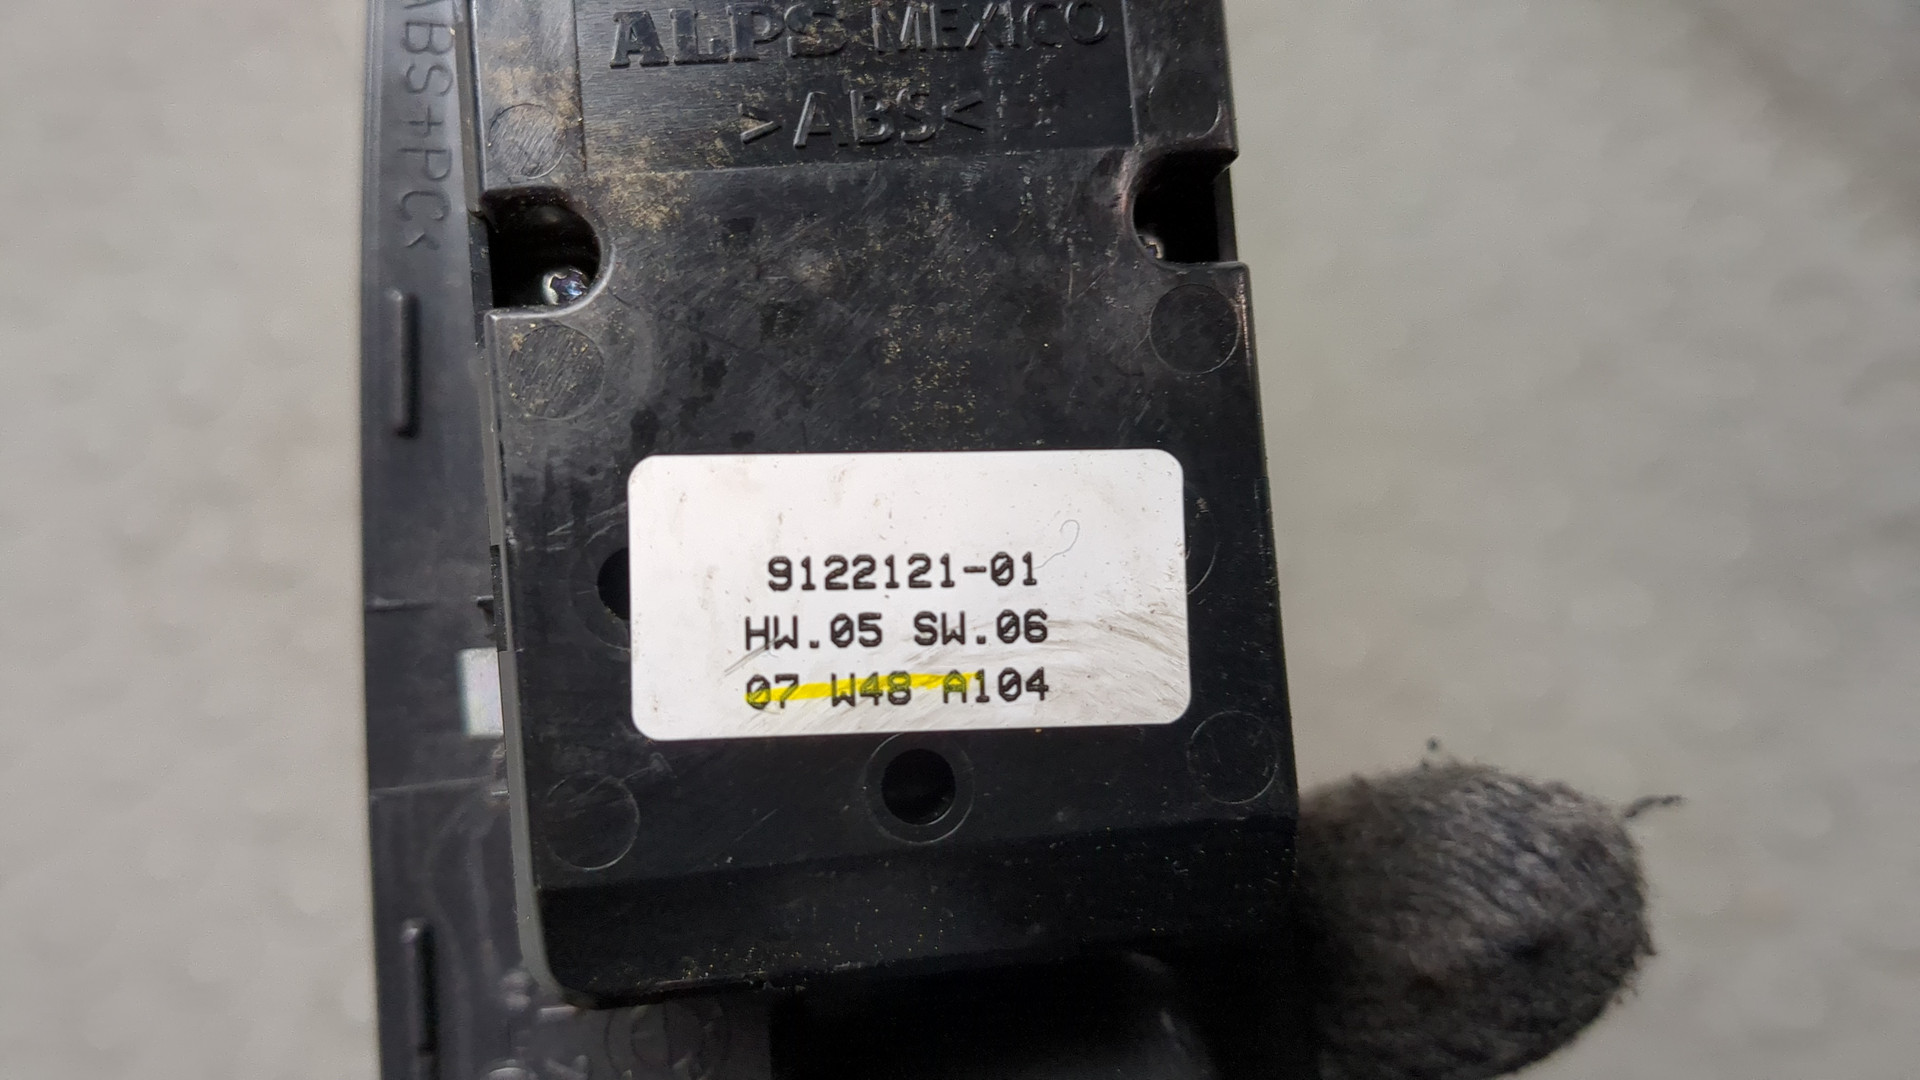 ALPS MEXICO
>ABS<
ABS+PC<
9122121-01
HW.05 SW.06
07 W48 A104